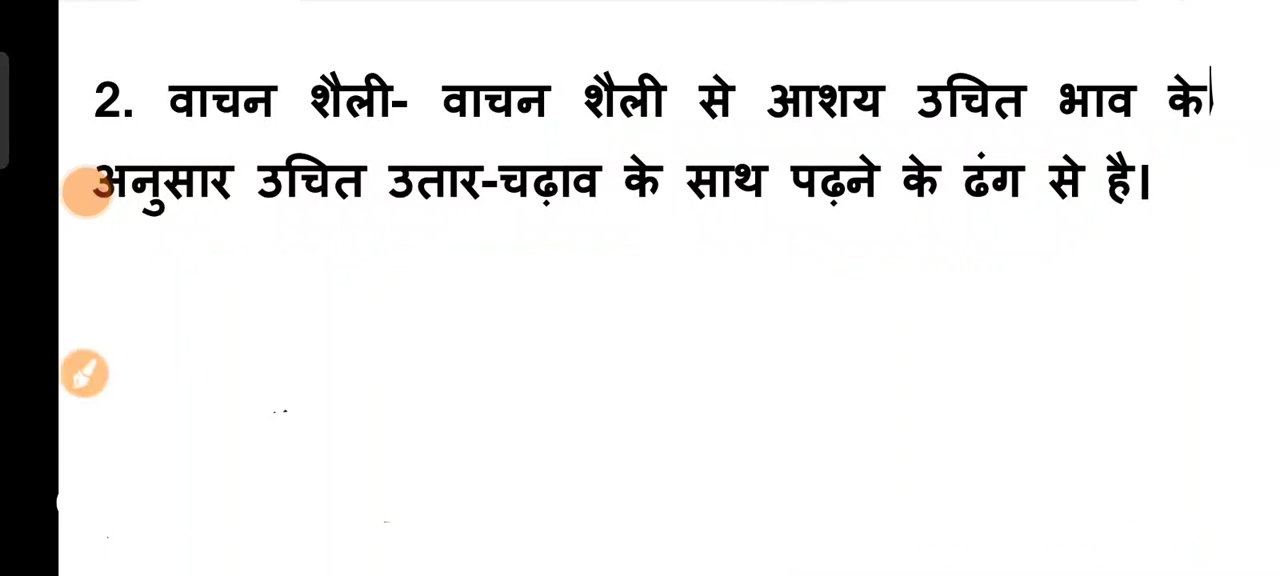 2. वाचन शैली- वाचन शैली से आशय उचित भाव के
अनुसार उचित उतार-चढ़ाव के साथ पढ़ने के ढंग से है।